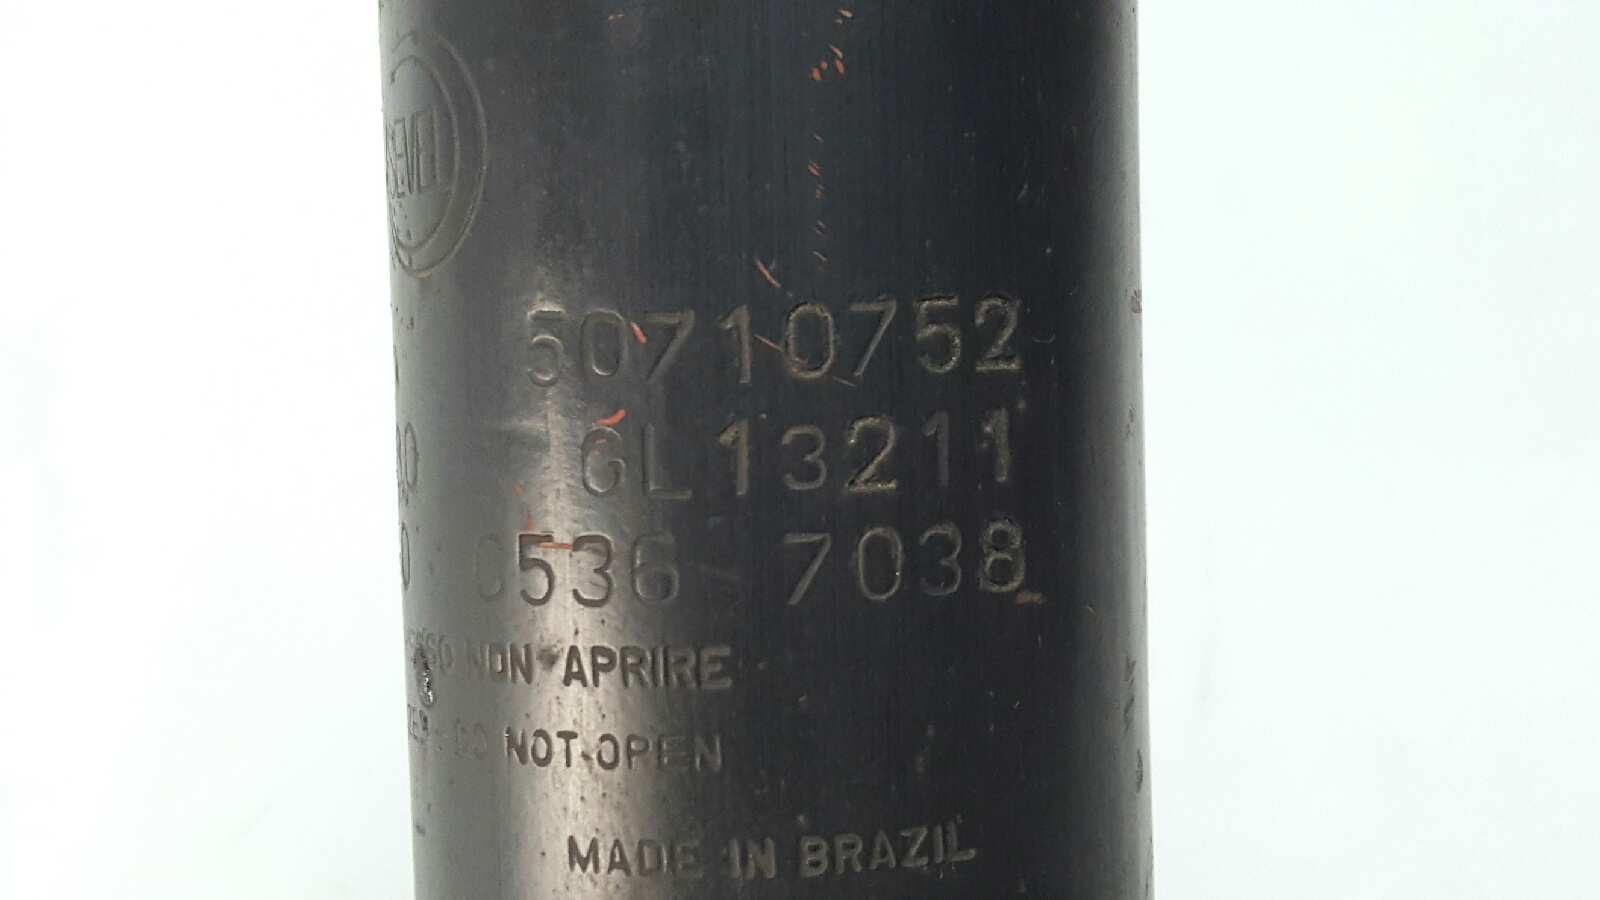 50710752
GL13211
0536 7038
NON APRIRE
DO NOT OPEN
MADE IN BRAZIL